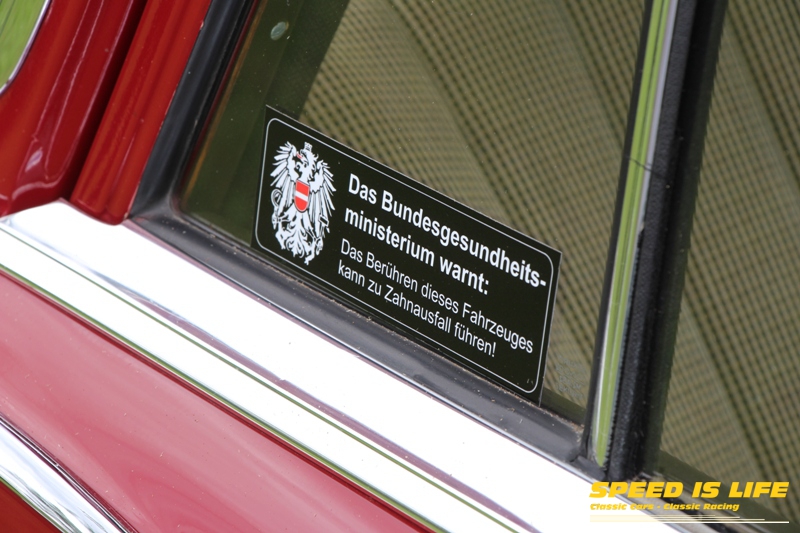 Das Bundesgesundheits-
ministerium warnt:
Das Berühren dieses Fahrzeuges
kann zu Zahnausfall führen!
SPEED IS LIFE
Classic Cars - Classic Racing